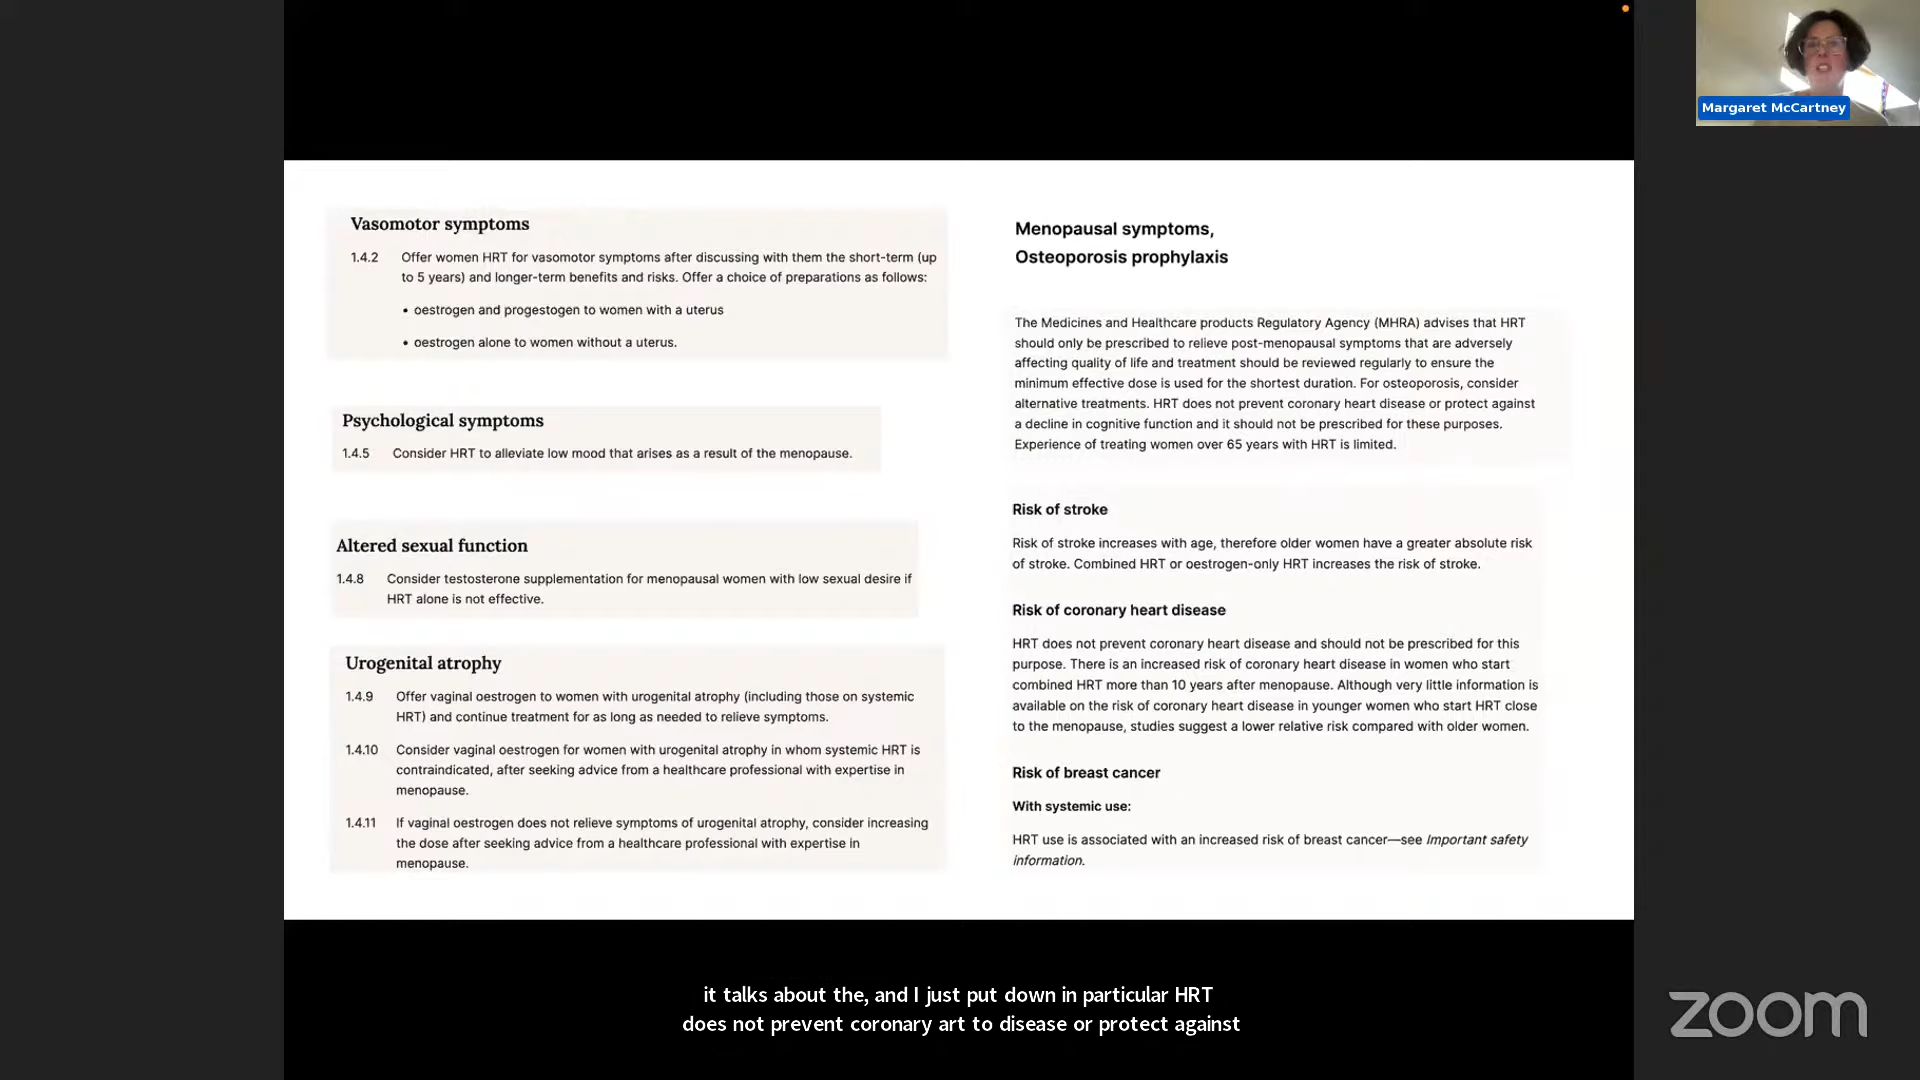 Margaret McCartney
Vasomotor symptoms
1.4.2 Offer women HRT for vasomotor symptoms after discussing with them the short-term (up
to 5 years) and longer-term benefits and risks. Offer a choice of preparations as follows:
• oestrogen and progestogen to women with a uterus
• oestrogen alone to women without a uterus.
Psychological symptoms
1.4.5 Consider HRT to alleviate low mood that arises as a result of the menopause.
Altered sexual function
1.4.8 Consider testosterone supplementation for menopausal women with low sexual desire if
HRT alone is not effective.
Urogenital atrophy
1.4.9 Offer vaginal oestrogen to women with urogenital atrophy (including those on systemic
HRT) and continue treatment for as long as needed to relieve symptoms.
1.4.10 Consider vaginal oestrogen for women with urogenital atrophy in whom systemic HRT is
contraindicated, after seeking advice from a healthcare professional with expertise in
menopause.
1.4.11 If vaginal oestrogen does not relieve symptoms of urogenital atrophy, consider increasing
the dose after seeking advice from a healthcare professional with expertise in
menopause.
Menopausal symptoms,
Osteoporosis prophylaxis
The Medicines and Healthcare products Regulatory Agency (MHRA) advises that HRT
should only be prescribed to relieve post-menopausal symptoms that are adversely
affecting quality of life and treatment should be reviewed regularly to ensure the
minimum effective dose is used for the shortest duration. For osteoporosis, consider
alternative treatments. HRT does not prevent coronary heart disease or protect against
a decline in cognitive function and it should not be prescribed for these purposes.
Experience of treating women over 65 years with HRT is limited.
Risk of stroke
Risk of stroke increases with age, therefore older women have a greater absolute risk
of stroke. Combined HRT or oestrogen-only HRT increases the risk of stroke.
Risk of coronary heart disease
HRT does not prevent coronary heart disease and should not be prescribed for this
purpose. There is an increased risk of coronary heart disease in women who start
combined HRT more than 10 years after menopause. Although very little information is
available on the risk of coronary heart disease in younger women who start HRT close
to the menopause, studies suggest a lower relative risk compared with older women.
Risk of breast cancer
With systemic use:
HRT use is associated with an increased risk of breast cancer—see Important safety
information.
it talks about the, and I just put down in particular HRT
does not prevent coronary art to disease or protect against
zoom